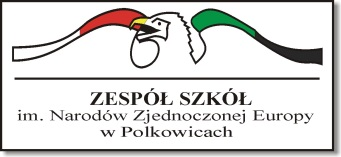 ZESPÓŁ SZKÓŁ
im. Narodów Zjednoczonej Europy
w Polkowicach